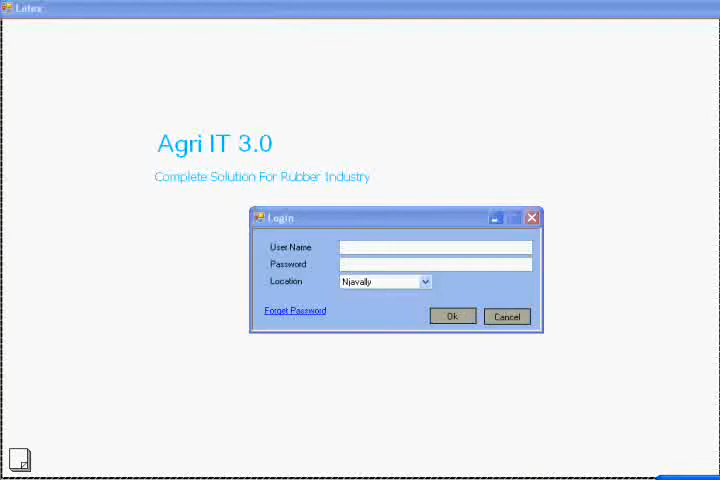 Latex
Agri IT 3.0
Complete Solution For Rubber Industry
Login
User Name
Password
Location
Njavally
Forget Password
Ok
Cancel